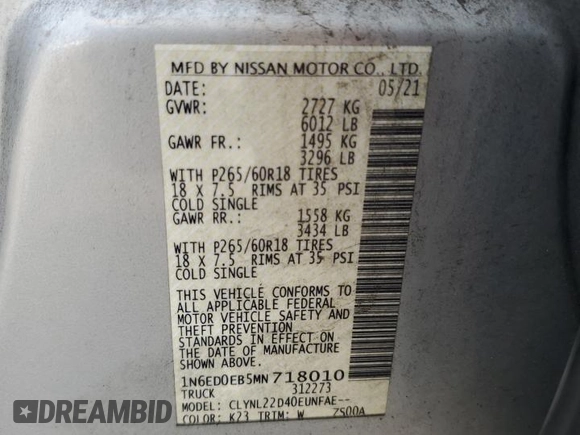 MFD BY NISSAN MOTOR CO., LTD.
DATE: 05/21
GVWR: 2727 KG
6012 LB
GAWR FR.: 1495 KG
3296 LB
WITH P265/60R18 TIRES
18 X 7.5 RIMS AT 35 PSI
COLD SINGLE
GAWR RR.: 1558 KG
3434 LB
WITH P265/60R18 TIRES
18 X 7.5 RIMS AT 35 PSI
COLD SINGLE
THIS VEHICLE CONFORMS TO
ALL APPLICABLE FEDERAL
MOTOR VEHICLE SAFETY AND
THEFT PREVENTION
STANDARDS IN EFFECT ON
THE DATE OF MANUFACTURE
SHOWN ABOVE.
1N6ED0EB5MN718010
TRUCK 312273
MODEL: CLYNL22D40EUNFAE--
COLOR: K23 TRIM: W ZS00A
AUTOBIDCAR